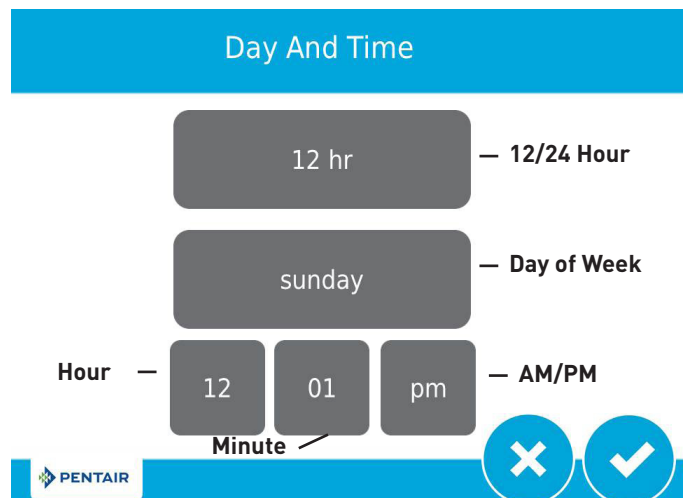 Day And Time
12 hr
— 12/24 Hour
sunday
— Day of Week
Hour —
12
01
pm
— AM/PM
Minute
PENTAIR